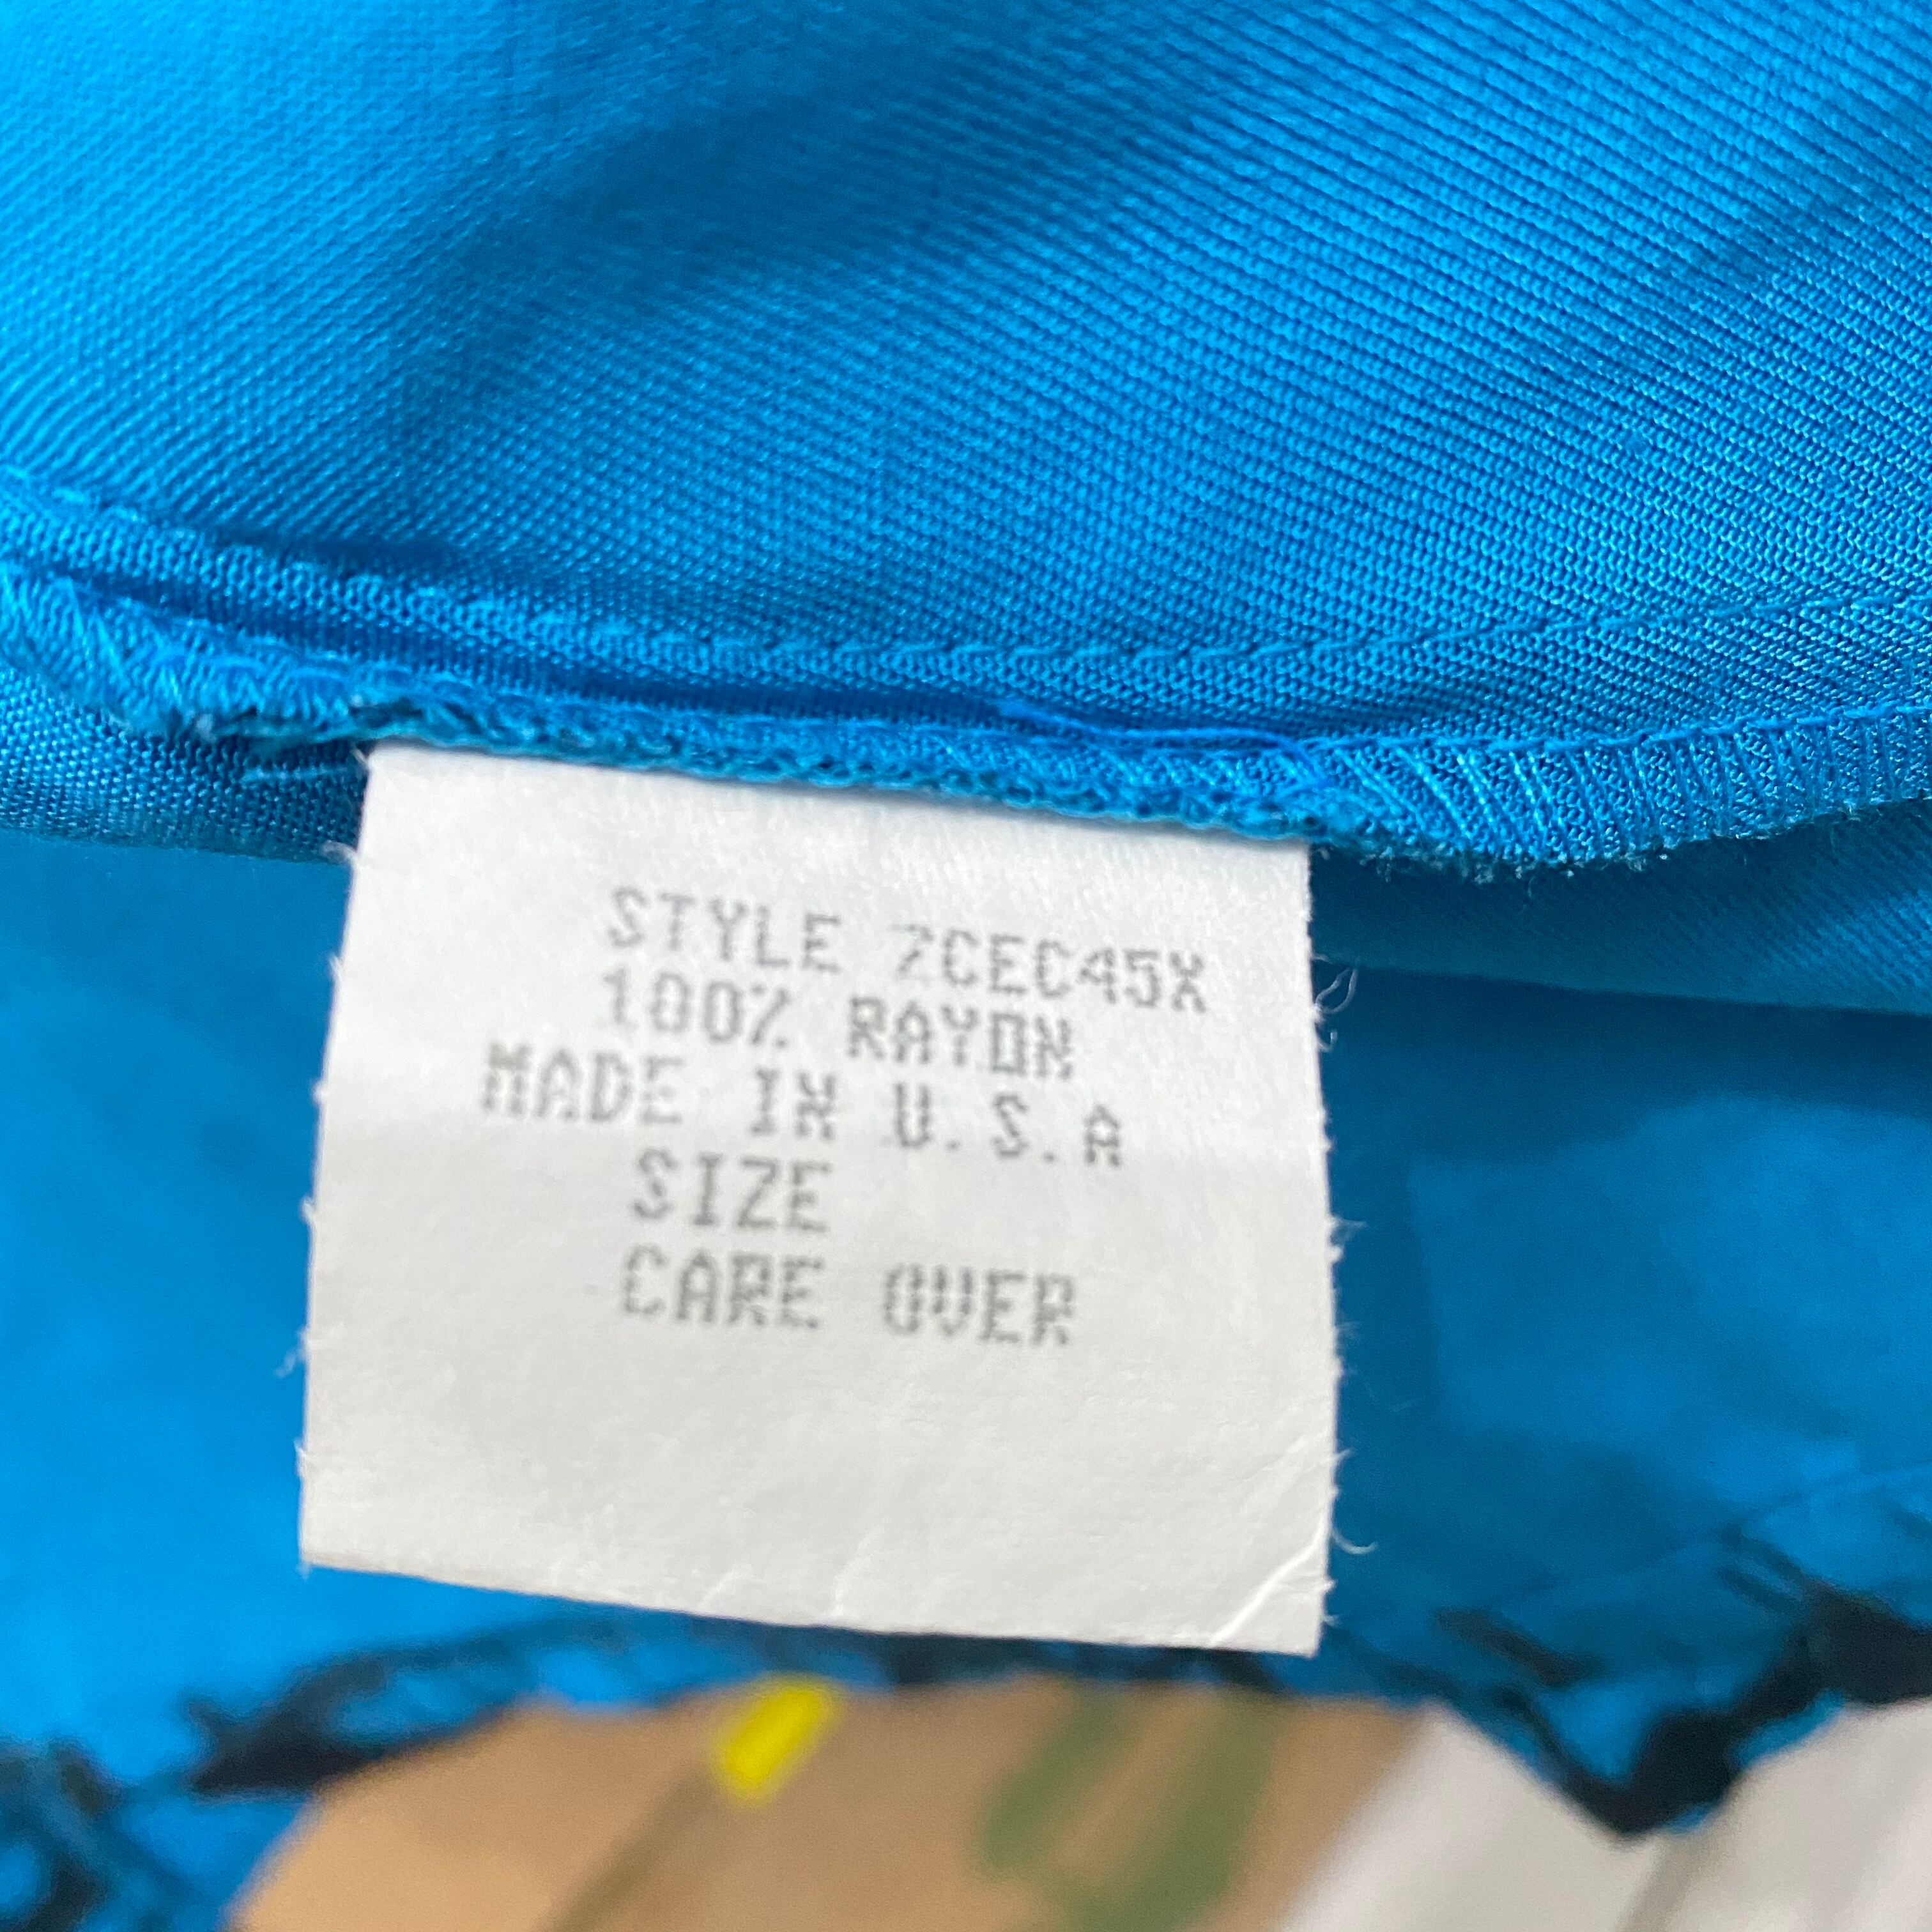 STYLE 7CEC45X
100% RAYON
MADE IN U.S.A
SIZE
CARE OVER